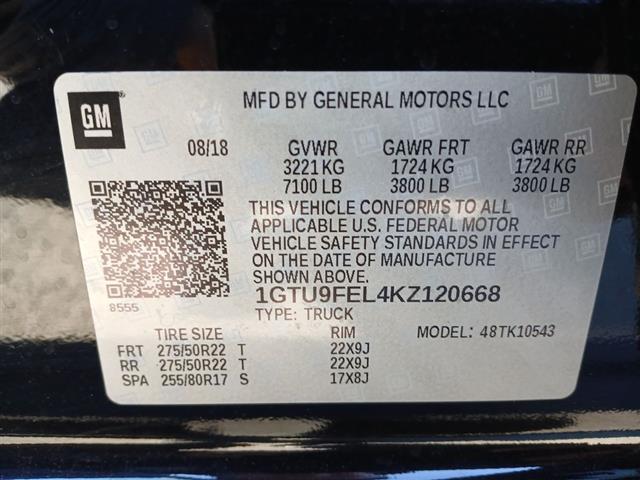 GM
MFD BY GENERAL MOTORS LLC
08/18 GVWR GAWR FRT GAWR RR
3221 KG 1724 KG 1724 KG
7100 LB 3800 LB 3800 LB
THIS VEHICLE CONFORMS TO ALL
APPLICABLE U.S. FEDERAL MOTOR
VEHICLE SAFETY STANDARDS IN EFFECT
ON THE DATE OF MANUFACTURE
SHOWN ABOVE.
8555
1GTU9FEL4KZ120668
TYPE: TRUCK
TIRE SIZE RIM MODEL: 48TK10543
FRT 275/50R22 T 22X9J
RR 275/50R22 T 22X9J
SPA 255/80R17 S 17X8J